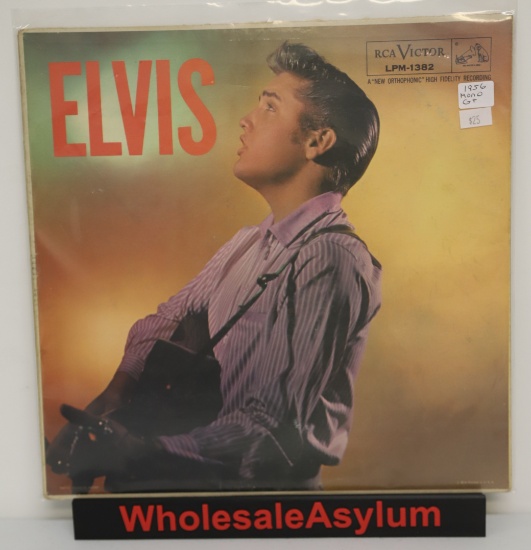 ELVIS
RCA VICTOR
LPM-1382
A "NEW ORTHOPHONIC" HIGH FIDELITY RECORDING
1956
MONO
G+
WholesaleAsylum